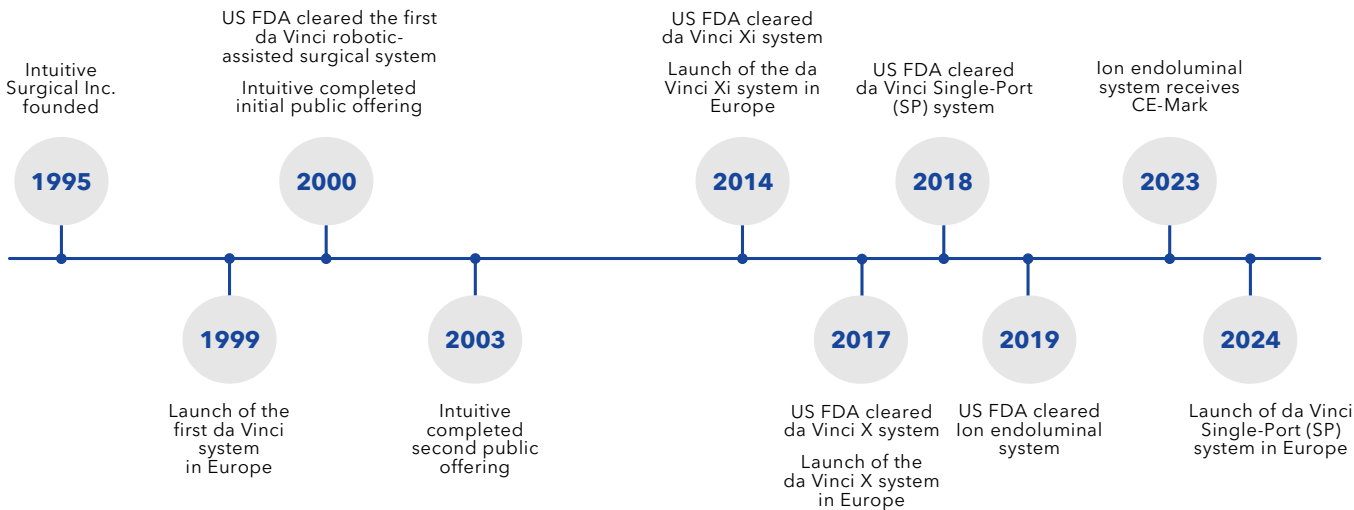 Intuitive
Surgical Inc.
founded
1995
Launch of the
first da Vinci
system
in Europe
1999
US FDA cleared the first
da Vinci robotic-
assisted surgical system
Intuitive completed
initial public offering
2000
2003
Intuitive
completed
second public
offering
US FDA cleared
da Vinci Xi system
Launch of the da
Vinci Xi system in
Europe
2014
2017
US FDA cleared
da Vinci X system
Launch of the
da Vinci X system
in Europe
US FDA cleared
da Vinci Single-Port
(SP) system
2018
2019
US FDA cleared
Ion endoluminal
system
Ion endoluminal
system receives
CE-Mark
2023
2024
Launch of da Vinci
Single-Port (SP)
system in Europe